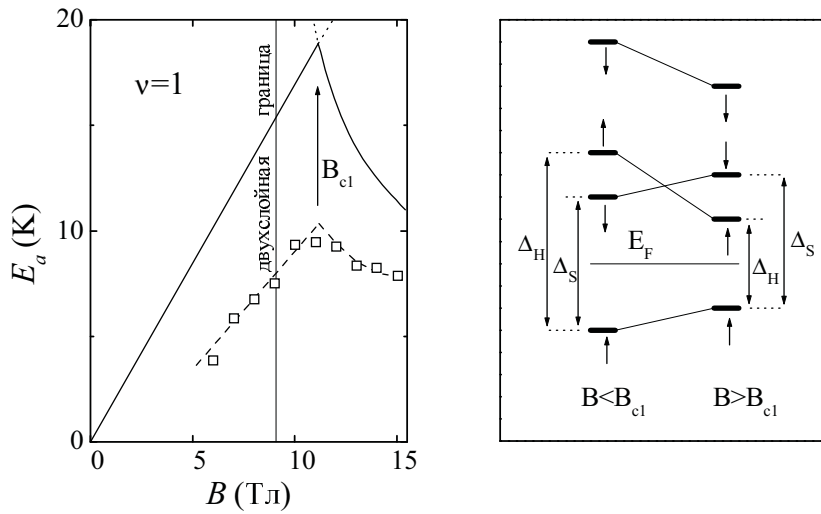 20
15
10
0
ν=1
двухслойная граница
B_c1
E_a (K)
0
5
10
15
B (Тл)
Δ_H
Δ_S
E_F
Δ_H
Δ_S
B<B_c1
B>B_c1